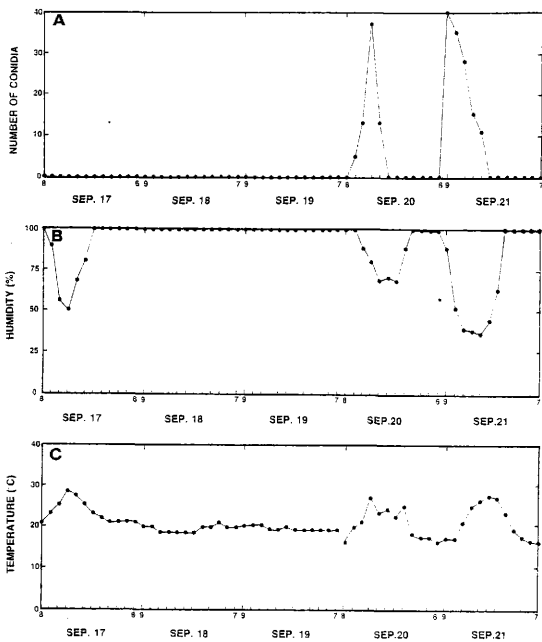 A
NUMBER OF CONIDIA
40
30
20
10
0
8 6 9 7 9 7 8 6 9 7
SEP. 17 SEP. 18 SEP. 19 SEP. 20 SEP. 21
B
HUMIDITY (%)
100
75
50
25
0
8 6 9 7 9 7 8 6 9 7
SEP. 17 SEP. 18 SEP. 19 SEP. 20 SEP. 21
C
TEMPERATURE (°C)
40
30
20
10
0
8 6 9 7 9 7 8 6 9 7
SEP. 17 SEP. 18 SEP. 19 SEP. 20 SEP. 21